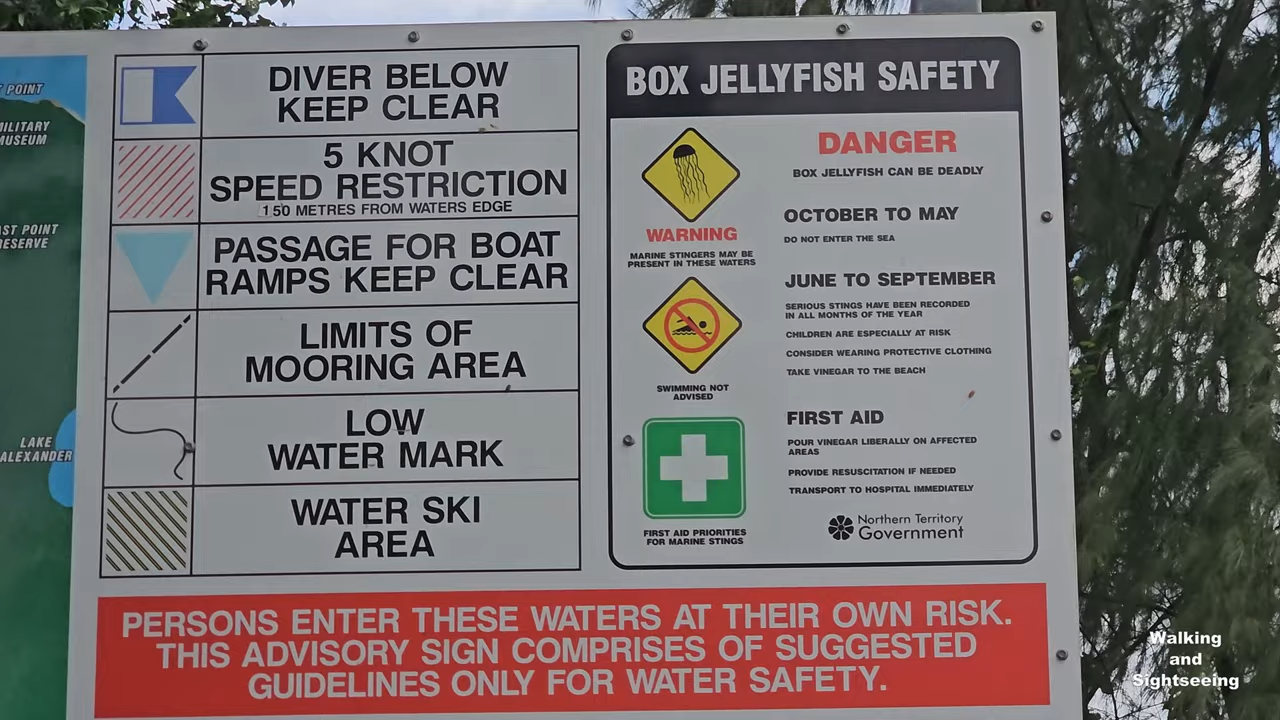 POINT
MILITARY
MUSEUM
POINT
RESERVE
LAKE
ALEXANDER
DIVER BELOW
KEEP CLEAR
5 KNOT
SPEED RESTRICTION
150 METRES FROM WATERS EDGE
PASSAGE FOR BOAT
RAMPS KEEP CLEAR
LIMITS OF
MOORING AREA
LOW
WATER MARK
WATER SKI
AREA
BOX JELLYFISH SAFETY
WARNING
MARINE STINGERS MAY BE
PRESENT IN THESE WATERS
SWIMMING NOT
ADVISED
FIRST AID PRIORITIES
FOR MARINE STINGS
DANGER
BOX JELLYFISH CAN BE DEADLY
OCTOBER TO MAY
DO NOT ENTER THE SEA
JUNE TO SEPTEMBER
SERIOUS STINGS HAVE BEEN RECORDED
IN ALL MONTHS OF THE YEAR
CHILDREN ARE ESPECIALLY AT RISK
CONSIDER WEARING PROTECTIVE CLOTHING
TAKE VINEGAR TO THE BEACH
FIRST AID
POUR VINEGAR LIBERALLY ON AFFECTED
AREAS
PROVIDE RESUSCITATION IF NEEDED
TRANSPORT TO HOSPITAL IMMEDIATELY
Northern Territory
Government
PERSONS ENTER THESE WATERS AT THEIR OWN RISK.
THIS ADVISORY SIGN COMPRISES OF SUGGESTED
GUIDELINES ONLY FOR WATER SAFETY.
Walking
and
Sightseeing